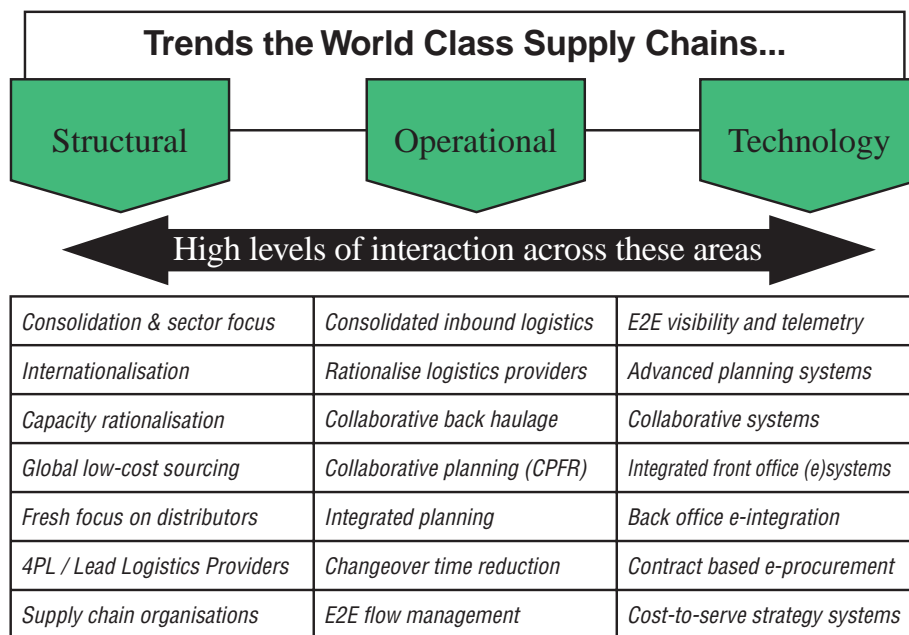 Trends the World Class Supply Chains...
Structural
Operational
Technology
High levels of interaction across these areas
Consolidation & sector focus
Consolidated inbound logistics
E2E visibility and telemetry
Internationalisation
Rationalise logistics providers
Advanced planning systems
Capacity rationalisation
Collaborative back haulage
Collaborative systems
Global low-cost sourcing
Collaborative planning (CPFR)
Integrated front office (e)systems
Fresh focus on distributors
Integrated planning
Back office e-integration
4PL / Lead Logistics Providers
Changeover time reduction
Contract based e-procurement
Supply chain organisations
E2E flow management
Cost-to-serve strategy systems